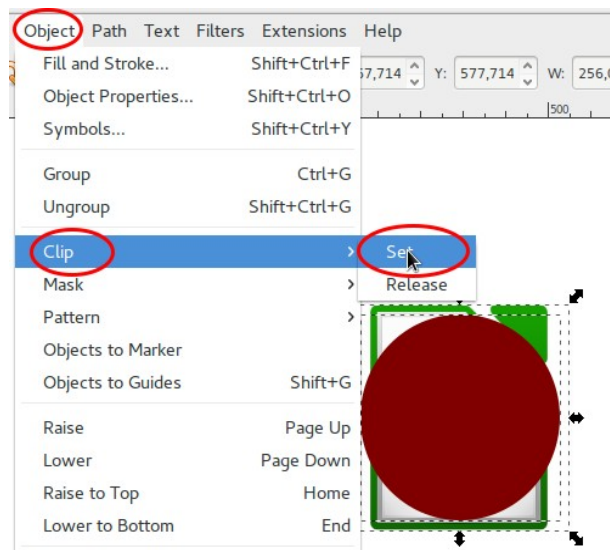 Object Path Text Filters Extensions Help
Fill and Stroke... Shift+Ctrl+F
7,714 Y: 577,714 W: 256,0
Object Properties... Shift+Ctrl+O
500
Symbols... Shift+Ctrl+Y
Group Ctrl+G
Ungroup Shift+Ctrl+G
Clip Set
Mask Release
Pattern
Objects to Marker
Objects to Guides Shift+G
Raise Page Up
Lower Page Down
Raise to Top Home
Lower to Bottom End